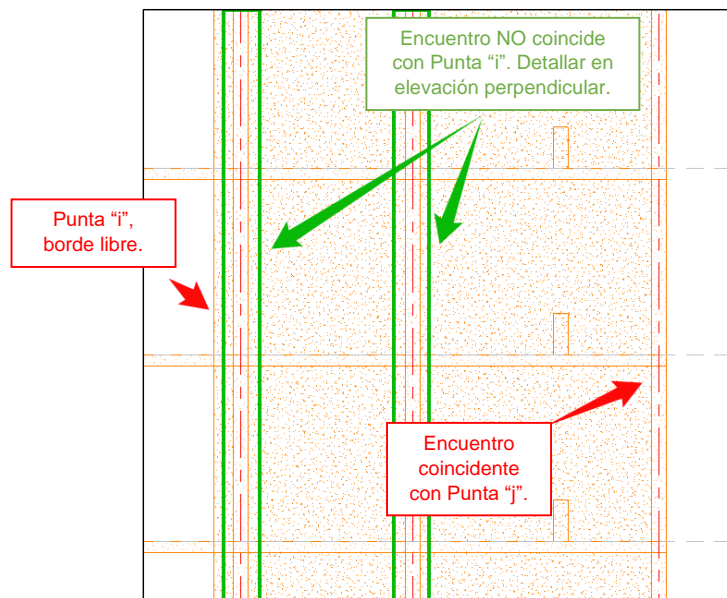 Encuentro NO coincide
con Punta “i”. Detallar en
elevación perpendicular.
Punta “i”,
borde libre.
Encuentro
coincidente
con Punta “j”.